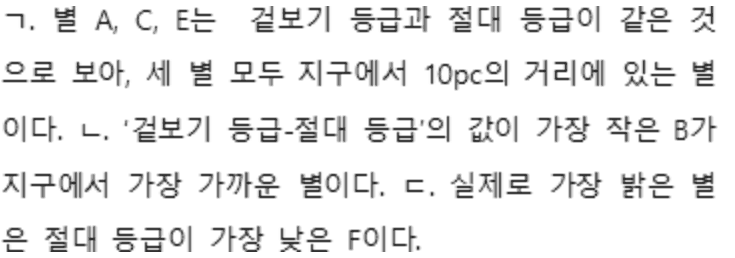 ㄱ. 별 A, C, E는 겉보기 등급과 절대 등급이 같은 것
으로 보아, 세 별 모두 지구에서 10pc의 거리에 있는 별
이다. ㄴ. '겉보기 등급-절대 등급'의 값이 가장 작은 B가
지구에서 가장 가까운 별이다. ㄷ. 실제로 가장 밝은 별
은 절대 등급이 가장 낮은 F이다.